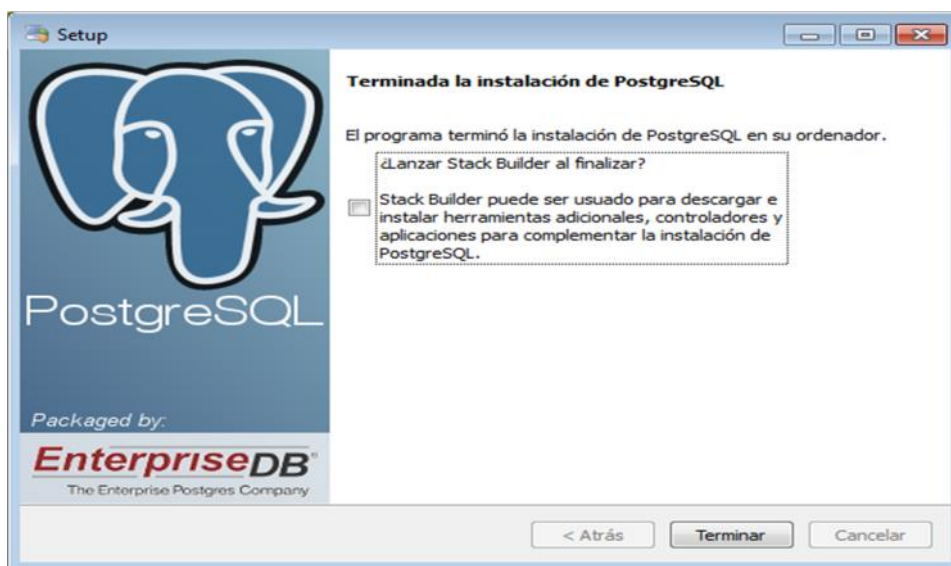 Setup
Terminada la instalación de PostgreSQL
El programa terminó la instalación de PostgreSQL en su ordenador.
¿Lanzar Stack Builder al finalizar?
Stack Builder puede ser usado para descargar e
instalar herramientas adicionales, controladores y
aplicaciones para complementar la instalación de
PostgreSQL.
PostgreSQL
Packaged by:
EnterpriseDB®
The Enterprise Postgres Company
< Atrás
Terminar
Cancelar